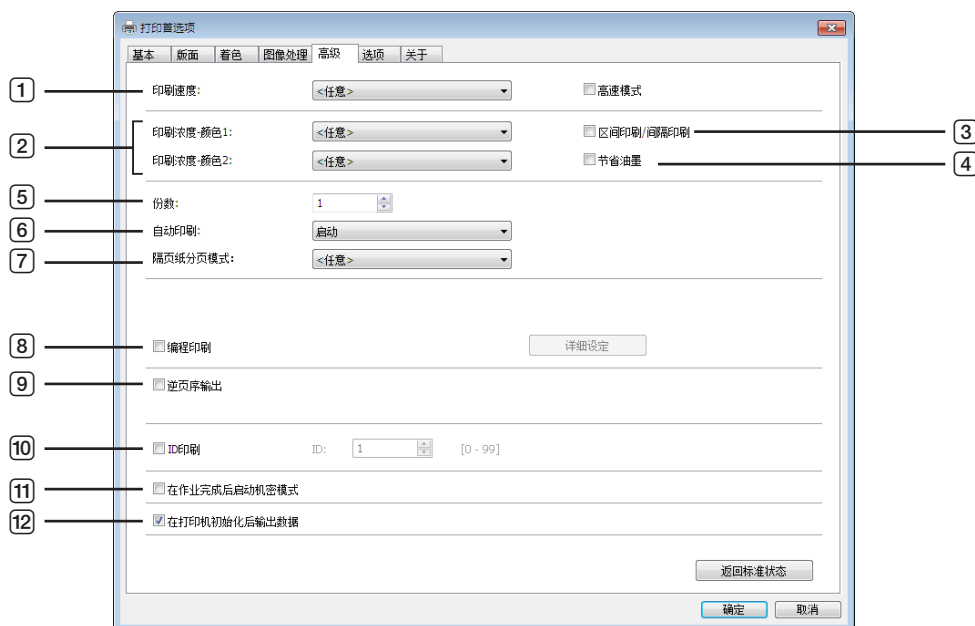 打印首选项
基本 版面 着色 图像处理 高级 选项 关于
1 印刷速度: <任意> 高速模式
2 印刷浓度-颜色1: <任意> 区间印刷/间隔印刷 3
印刷浓度-颜色2: <任意> 节省油墨 4
5 份数: 1
6 自动印刷: 启动
7 隔页纸分页模式: <任意>
8 编程印刷 详细设定
9 逆页序输出
10 ID印刷 ID: 1 [0 - 99]
11 在作业完成后启动机密模式
12 在打印机初始化后输出数据
返回标准状态
确定 取消